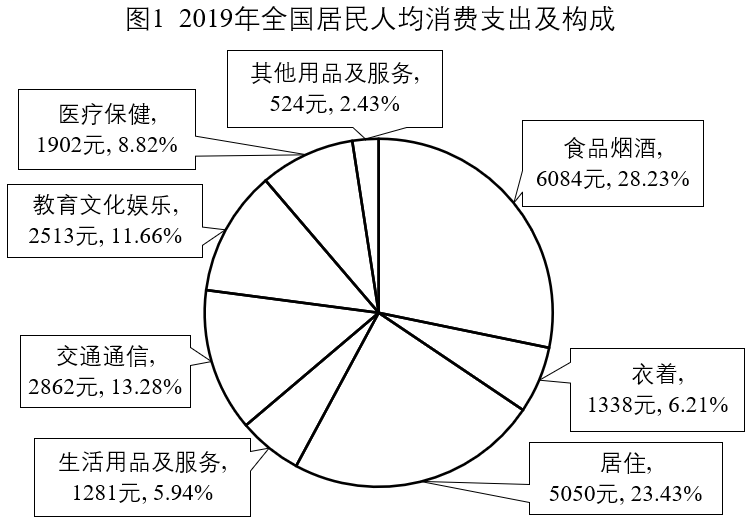 图1 2019年全国居民人均消费支出及构成
其他用品及服务,
524元, 2.43%
医疗保健,
1902元, 8.82%
食品烟酒,
6084元, 28.23%
教育文化娱乐,
2513元, 11.66%
交通通信,
2862元, 13.28%
衣着,
1338元, 6.21%
生活用品及服务,
1281元, 5.94%
居住,
5050元, 23.43%